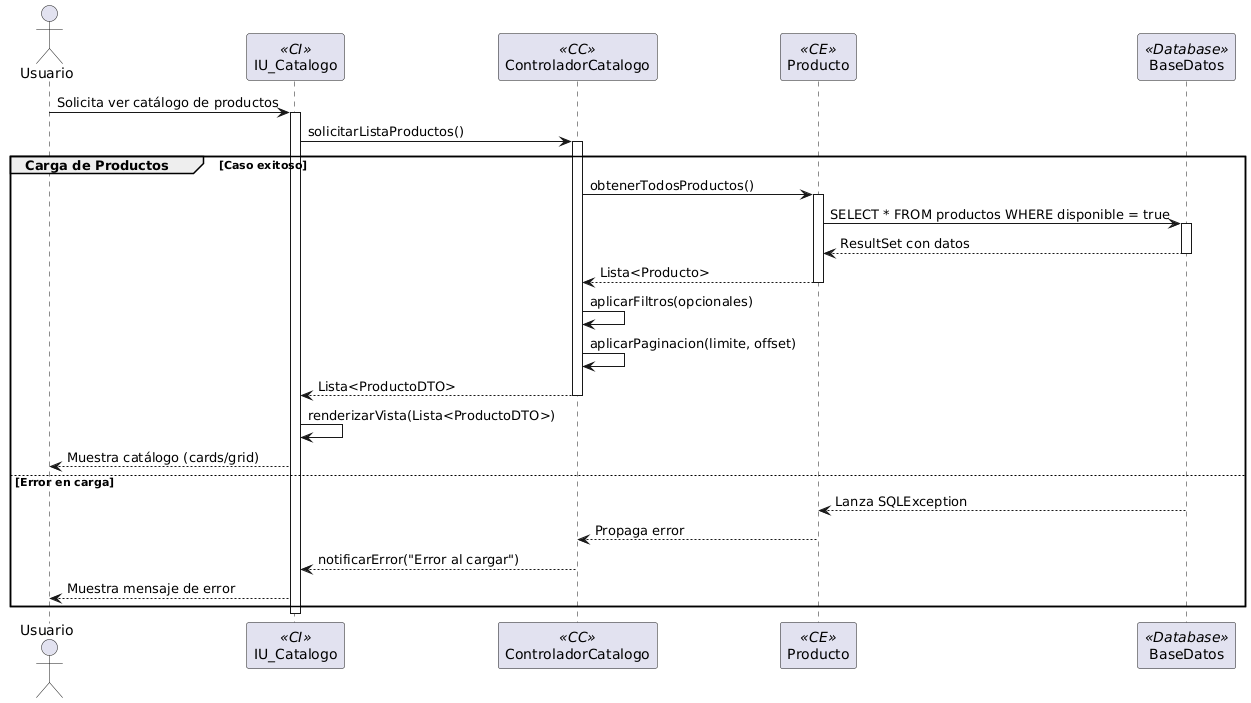 Usuario
«CI»
IU_Catalogo
«CC»
ControladorCatalogo
«CE»
Producto
«Database»
BaseDatos
Solicita ver catálogo de productos
solicitarListaProductos()
Carga de Productos
[Caso exitoso]
obtenerTodosProductos()
SELECT * FROM productos WHERE disponible = true
ResultSet con datos
Lista<Producto>
aplicarFiltros(opcionales)
aplicarPaginacion(limite, offset)
Lista<ProductoDTO>
renderizarVista(Lista<ProductoDTO>)
Muestra catálogo (cards/grid)
[Error en carga]
Lanza SQLException
Propaga error
notificarError("Error al cargar")
Muestra mensaje de error
Usuario
«CI»
IU_Catalogo
«CC»
ControladorCatalogo
«CE»
Producto
«Database»
BaseDatos